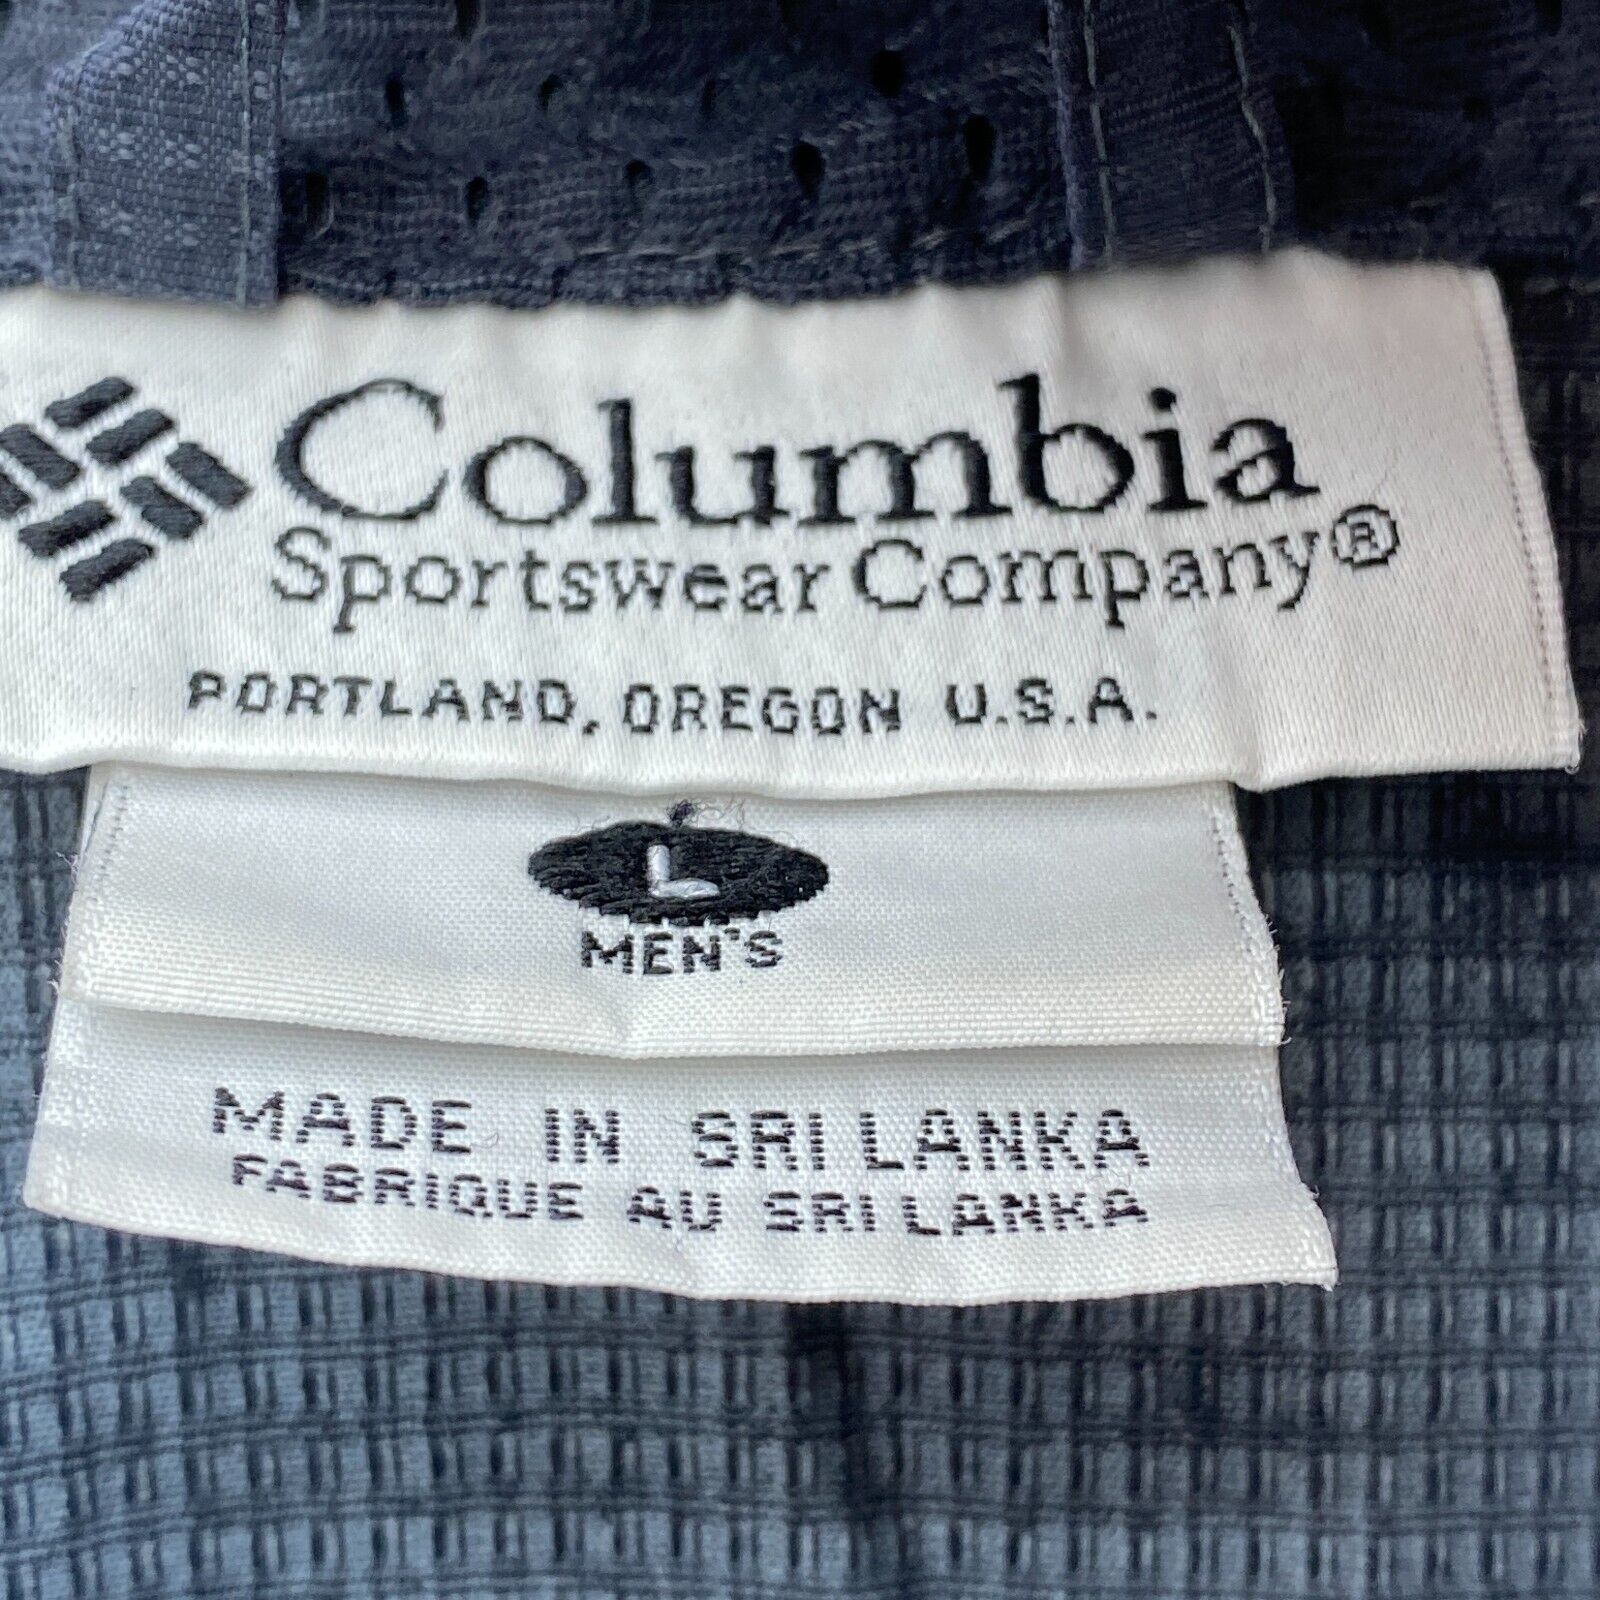 Columbia
Sportswear Company®
PORTLAND, OREGON U.S.A.
L
MEN'S
MADE IN SRI LANKA
FABRIQUE AU SRI LANKA